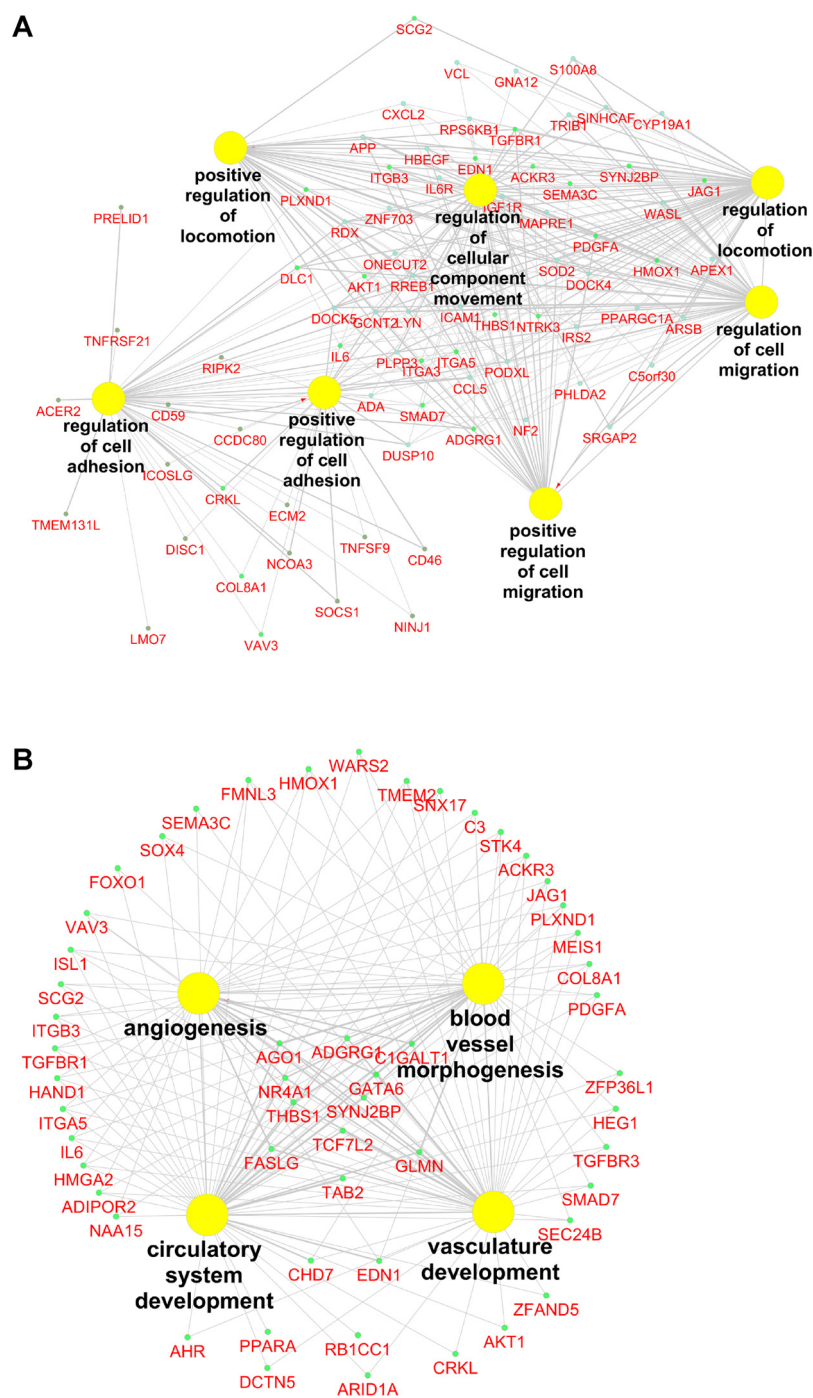 A
SCG2
VCL
S100A8
GNA12
CXCL2
SINHCAF
TRIB1
CYP19A1
RPS6KB1
TGFBR1
APP
HBEGF
EDN1
ACKR3
SYNJ2BP
ITGB3
IL6R
SEMA3C
JAG1
positive
regulation
of
locomotion
PLXND1
IGF1R
regulation
of
cellular
component
movement
regulation
of
locomotion
PRELID1
ZNF703
MAPRE1
WASL
RDX
PDGFA
ONECUT2
SOD2
HMOX1
APEX1
DLC1
AKT1
RREB1
DOCK4
DOCK5
GCNT2
LYN
ICAM1
THBS1
NTRK3
PPARGC1A
ARSB
regulation
of cell
migration
TNFRSF21
IRS2
IL6
RIPK2
PLPP3
ITGA5
ITGA3
PODXL
C5orf30
CCL5
PHLDA2
ACER2
CD59
ADA
SMAD7
regulation
of cell
adhesion
positive
regulation
of cell
adhesion
CCDC80
ADGRG1
NF2
SRGAP2
DUSP10
ICOSLG
CRKL
ECM2
TMEM131L
positive
regulation
of cell
migration
DISC1
TNFSF9
NCOA3
CD46
COL8A1
SOCS1
NINJ1
LMO7
VAV3
B
WARS2
HMOX1
FMNL3
TMEM2
SNX17
SEMA3C
C3
SOX4
STK4
ACKR3
FOXO1
JAG1
PLXND1
VAV3
MEIS1
ISL1
COL8A1
SCG2
PDGFA
angiogenesis
blood
vessel
morphogenesis
ITGB3
TGFBR1
AGO1
ADGRG1
C1GALT1
HAND1
NR4A1
GATA6
ZFP36L1
THBS1
SYNJ2BP
ITGA5
HEG1
TCF7L2
IL6
FASLG
GLMN
TGFBR3
HMGA2
TAB2
SMAD7
ADIPOR2
NAA15
SEC24B
circulatory
system
development
vasculature
development
CHD7
EDN1
ZFAND5
AKT1
AHR
PPARA
RB1CC1
CRKL
DCTN5
ARID1A